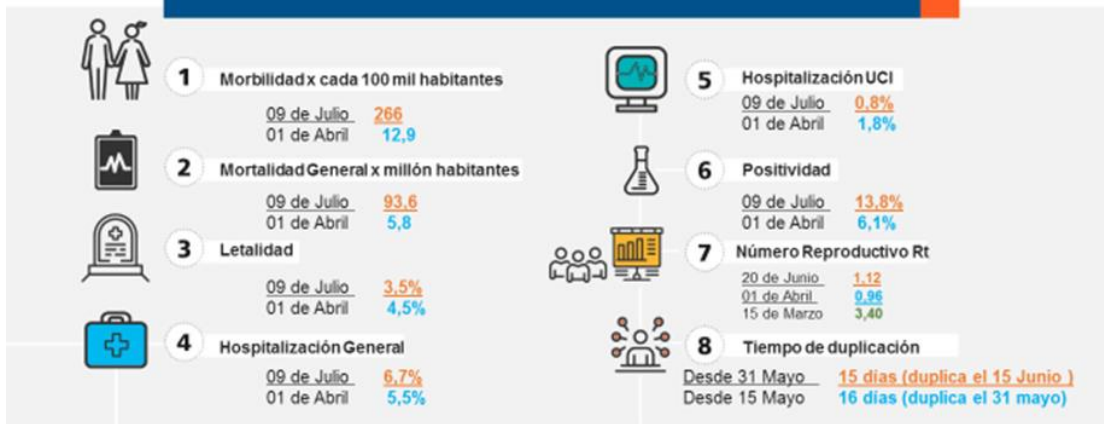 1 Morbilidad x cada 100 mil habitantes
09 de Julio 266
01 de Abril 12,9
2 Mortalidad General x millón habitantes
09 de Julio 93,6
01 de Abril 5,8
3 Letalidad
09 de Julio 3,5%
01 de Abril 4,5%
4 Hospitalización General
09 de Julio 6,7%
01 de Abril 5,5%
5 Hospitalización UCI
09 de Julio 0,8%
01 de Abril 1,8%
6 Positividad
09 de Julio 13,8%
01 de Abril 6,1%
7 Número Reproductivo Rt
20 de Junio 1,12
01 de Abril 0,96
15 de Marzo 3,40
8 Tiempo de duplicación
Desde 31 Mayo 15 días (duplica el 15 Junio )
Desde 15 Mayo 16 días (duplica el 31 mayo)